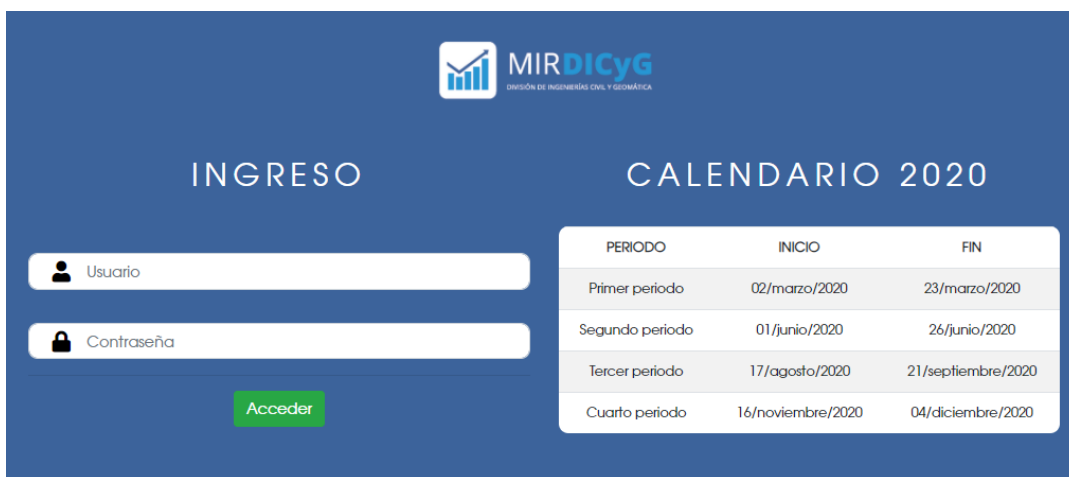 MIRDICyG
DIVISIÓN DE INGENIERÍAS CIVIL Y GEOMÁTICA
INGRESO
Usuario
Contraseña
Acceder
CALENDARIO 2020
PERIODO INICIO FIN
Primer periodo 02/marzo/2020 23/marzo/2020
Segundo periodo 01/junio/2020 26/junio/2020
Tercer periodo 17/agosto/2020 21/septiembre/2020
Cuarto periodo 16/noviembre/2020 04/diciembre/2020